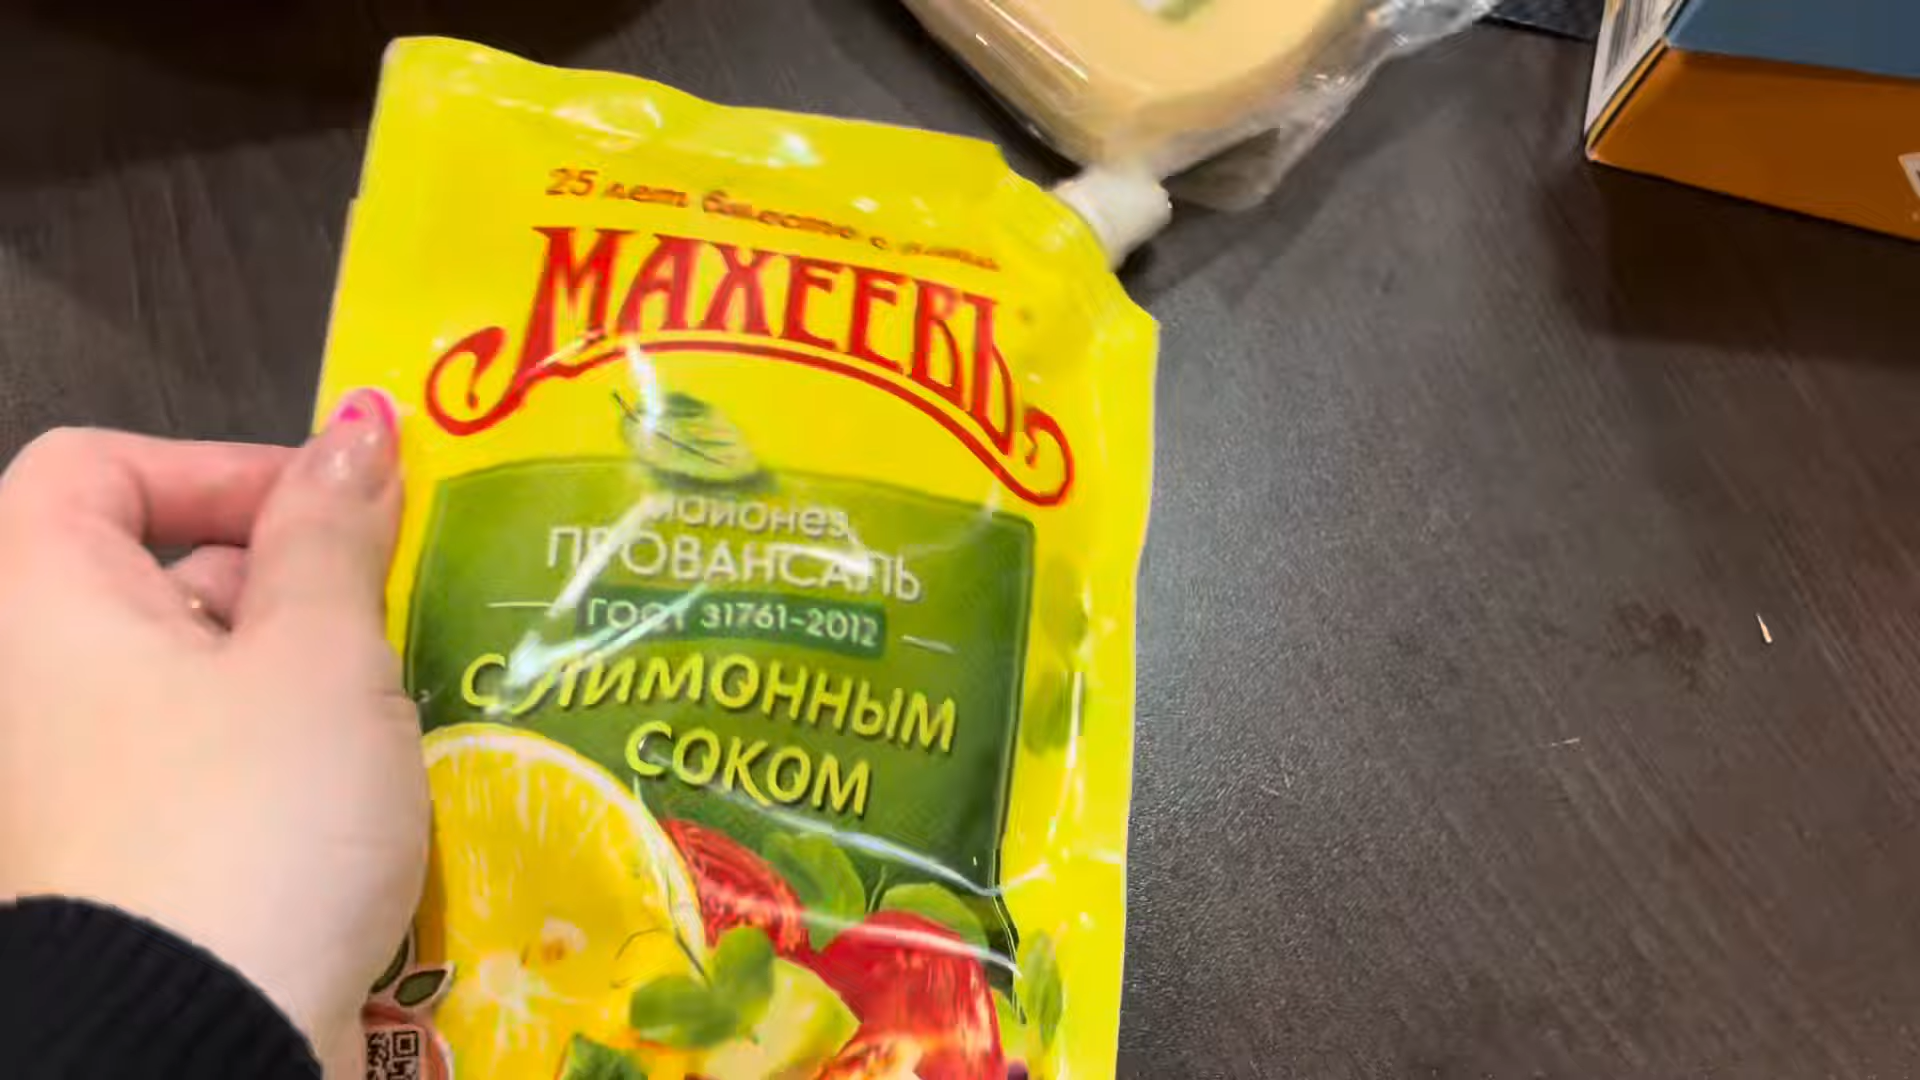 25 лет вместе с вами
МАХЕЕВЪ
майонез
ПРОВАНСАЛЬ
ГОСТ 31761-2012
С ЛИМОННЫМ
СОКОМ